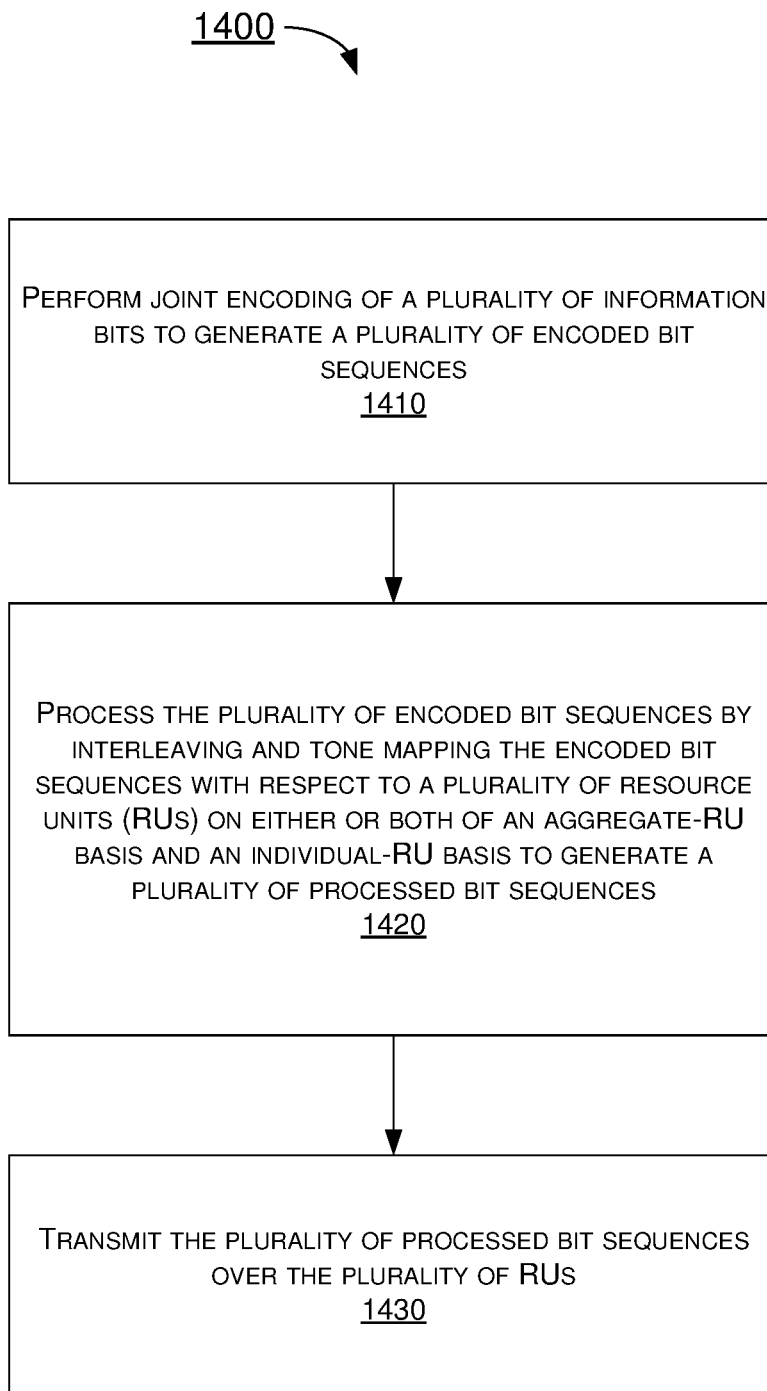 1400
PERFORM JOINT ENCODING OF A PLURALITY OF INFORMATION
BITS TO GENERATE A PLURALITY OF ENCODED BIT
SEQUENCES
1410
PROCESS THE PLURALITY OF ENCODED BIT SEQUENCES BY
INTERLEAVING AND TONE MAPPING THE ENCODED BIT
SEQUENCES WITH RESPECT TO A PLURALITY OF RESOURCE
UNITS (RUS) ON EITHER OR BOTH OF AN AGGREGATE-RU
BASIS AND AN INDIVIDUAL-RU BASIS TO GENERATE A
PLURALITY OF PROCESSED BIT SEQUENCES
1420
TRANSMIT THE PLURALITY OF PROCESSED BIT SEQUENCES
OVER THE PLURALITY OF RUS
1430